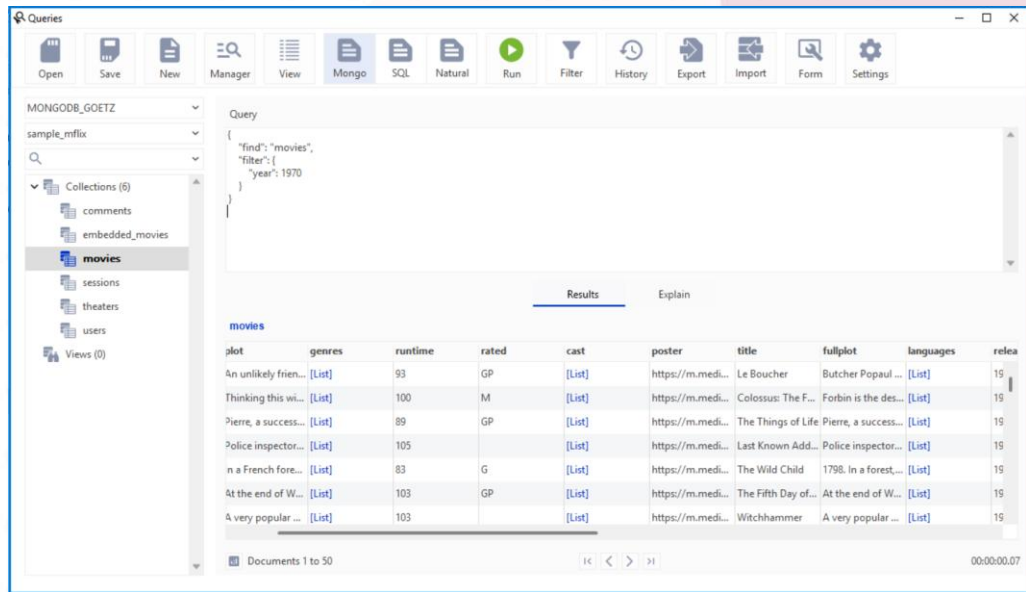 Queries
Open Save New Manager View Mongo SQL Natural Run Filter History Export Import Form Settings
MONGODB_GOETZ
sample_mflix
Collections (6)
comments
embedded_movies
movies
sessions
theaters
users
Views (0)
Query
{
"find": "movies",
"filter": {
"year": 1970
}
}
Results Explain
movies
plot genres runtime rated cast poster title fullplot languages relea
An unlikely frien... [List] 93 GP [List] https://m.medi... Le Boucher Butcher Popaul ... [List] 19
Thinking this wi... [List] 100 M [List] https://m.medi... Colossus: The F... Forbin is the des... [List] 19
Pierre, a success... [List] 89 GP [List] https://m.medi... The Things of Life Pierre, a success... [List] 19
Police inspector... [List] 105 [List] https://m.medi... Last Known Add... Police inspector... [List] 19
In a French fore... [List] 83 G [List] https://m.medi... The Wild Child 1798. In a forest,... [List] 19
At the end of W... [List] 103 GP [List] https://m.medi... The Fifth Day of... At the end of W... [List] 19
A very popular ... [List] 103 [List] https://m.medi... Witchhammer A very popular ... [List] 19
Documents 1 to 50 00:00:00.07